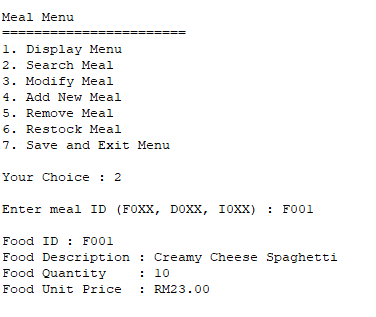 Meal Menu
=======================
1. Display Menu
2. Search Meal
3. Modify Meal
4. Add New Meal
5. Remove Meal
6. Restock Meal
7. Save and Exit Menu
Your Choice : 2
Enter meal ID (F0XX, D0XX, I0XX) : F001
Food ID : F001
Food Description : Creamy Cheese Spaghetti
Food Quantity    : 10
Food Unit Price  : RM23.00